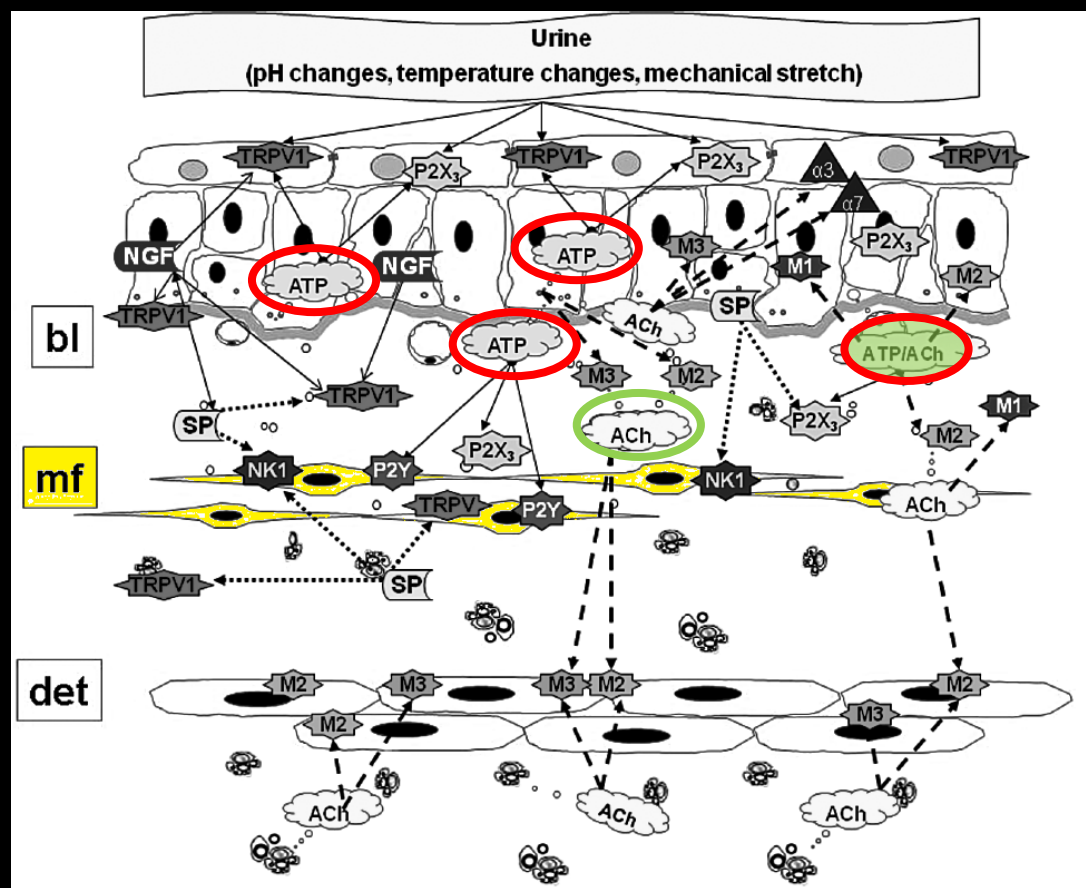 Urine
(pH changes, temperature changes, mechanical stretch)
TRPV1
P2X₃
TRPV1
P2X₃
α3
TRPV1
α7
NGF
ATP
NGF
ATP
M3
M1
P2X₃
M2
TRPV1
ACh
SP
bl
ATP
ATP/ACh
M3
M2
TRPV1
M1
SP
ACh
P2X₃
M2
mf
NK1
P2Y
P2X₃
NK1
TRPV
P2Y
ACh
TRPV1
SP
det
M2
M3
M3
M2
M2
M2
M3
ACh
ACh
ACh